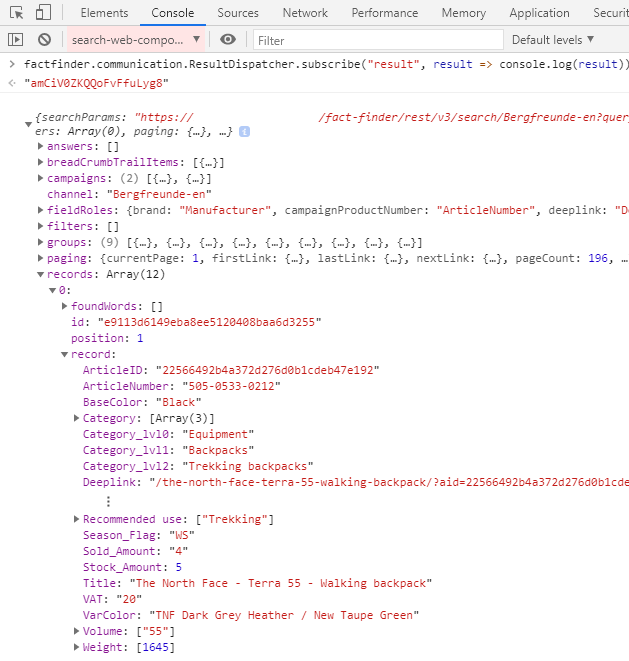 Elements Console Sources Network Performance Memory Application Securit
search-web-compo... ▼ Filter Default levels ▼
> factfinder.communication.ResultDispatcher.subscribe("result", result => console.log(result))
"amCiV0ZKQQoFvFfuLyg8"
{searchParams: "https:// /fact-finder/rest/v3/search/Bergfreunde-en?query
ers: Array(0), paging: {…}, …} i
answers: []
breadCrumbTrailItems: [{…}]
campaigns: (2) [{…}, {…}]
channel: "Bergfreunde-en"
fieldRoles: {brand: "Manufacturer", campaignProductNumber: "ArticleNumber", deeplink: "De
filters: []
groups: (9) [{…}, {…}, {…}, {…}, {…}, {…}, {…}, {…}, {…}]
paging: {currentPage: 1, firstLink: {…}, lastLink: {…}, nextLink: {…}, pageCount: 196, …
records: Array(12)
0:
foundWords: []
id: "e9113d6149eba8ee5120408baa6d3255"
position: 1
record:
ArticleID: "22566492b4a372d276d0b1cdeb47e192"
ArticleNumber: "505-0533-0212"
BaseColor: "Black"
Category: [Array(3)]
Category_lvl0: "Equipment"
Category_lvl1: "Backpacks"
Category_lvl2: "Trekking backpacks"
Deeplink: "/the-north-face-terra-55-walking-backpack/?aid=22566492b4a372d276d0b1cde
⋮
Recommended use: ["Trekking"]
Season_Flag: "WS"
Sold_Amount: "4"
Stock_Amount: 5
Title: "The North Face - Terra 55 - Walking backpack"
VAT: "20"
VarColor: "TNF Dark Grey Heather / New Taupe Green"
Volume: ["55"]
Weight: [1645]